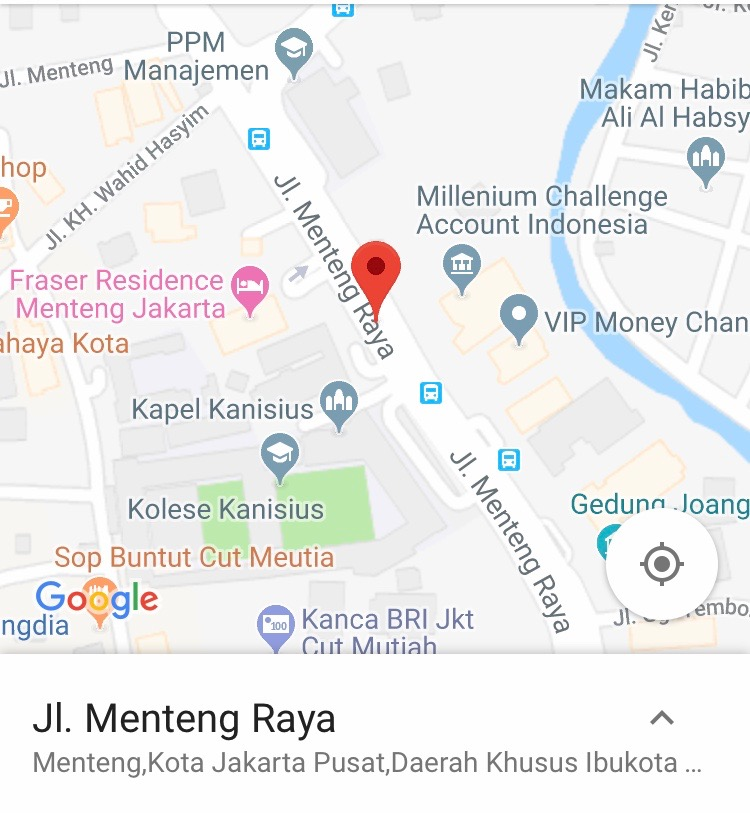 PPM
Manajemen
Jl. Menteng
Jl. KH. Wahid Hasyim
Jl. Menteng Raya
Makam Habib
Ali Al Habsy
hop
Millenium Challenge
Account Indonesia
Fraser Residence
Menteng Jakarta
VIP Money Chan
ahaya Kota
Kapel Kanisius
Jl. Menteng Raya
Kolese Kanisius
Gedung Joang
Sop Buntut Cut Meutia
Google
ngdia
100
Kanca BRI Jkt
Cut Mutiah
Jl.
embo
Jl. Menteng Raya
Menteng,Kota Jakarta Pusat,Daerah Khusus Ibukota ...